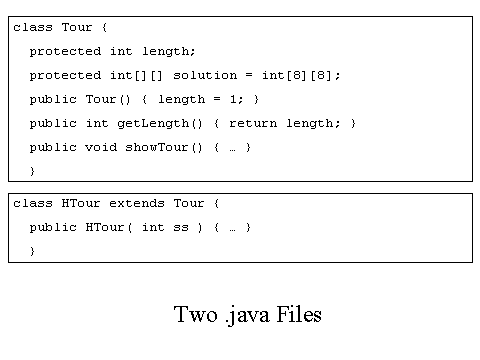 class Tour {
protected int length;
protected int[][] solution = int[8][8];
public Tour() { length = 1; }
public int getLength() { return length; }
public void showTour() { … }
}
class HTour extends Tour {
public HTour( int ss ) { … }
}
Two .java Files